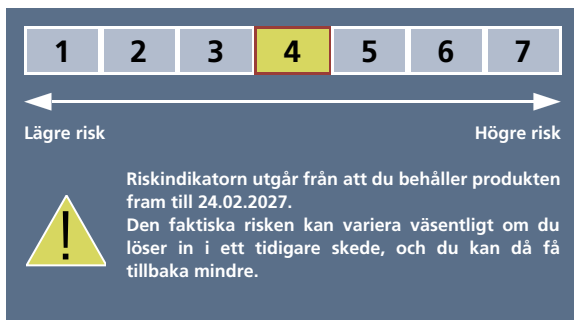 1 2 3 4 5 6 7
Lägre risk Högre risk
Riskindikatorn utgår från att du behåller produkten
fram till 24.02.2027.
Den faktiska risken kan variera väsentligt om du
löser in i ett tidigare skede, och du kan då få
tillbaka mindre.
!